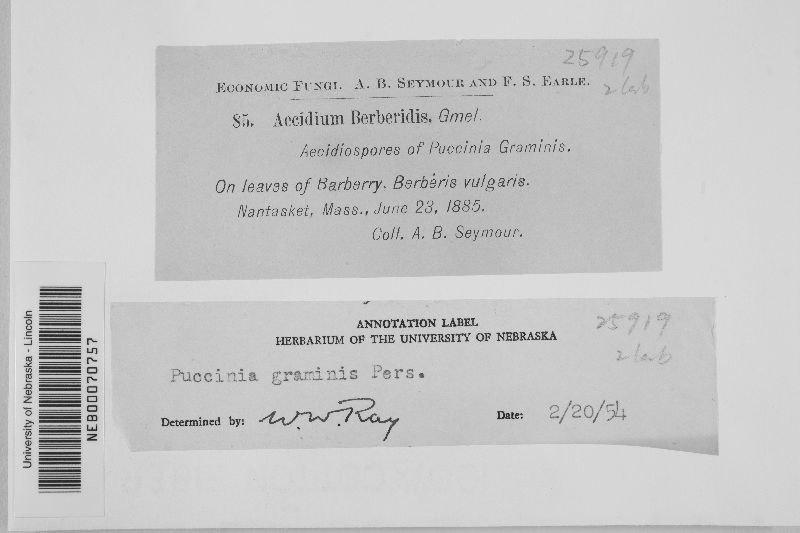 25919
ECONOMIC FUNGI. A. B. SEYMOUR AND F. S. EARLE.
2 lab
85. Aecidium Berberidis, Gmel.
Aecidiospores of Puccinia Graminis.
On leaves of Barberry, Berberis vulgaris.
Nantasket, Mass., June 23, 1885.
Coll. A. B. Seymour.
University of Nebraska - Lincoln
NEB00070757
ANNOTATION LABEL
25919
HERBARIUM OF THE UNIVERSITY OF NEBRASKA
2 lab
Puccinia graminis Pers.
Determined by: W.W. Ray Date: 2/20/54